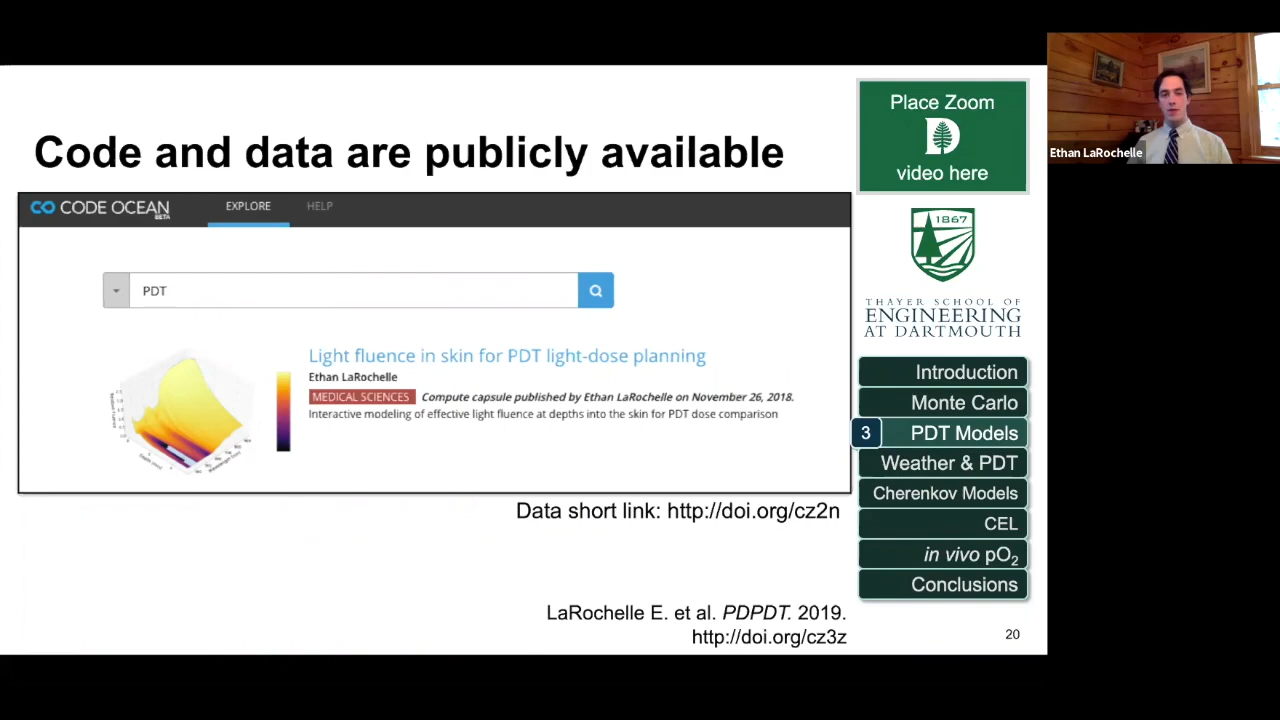 Code and data are publicly available
CODE OCEAN
BETA
EXPLORE
HELP
PDT
Light fluence in skin for PDT light-dose planning
Ethan LaRochelle
MEDICAL SCIENCES Compute capsule published by Ethan LaRochelle on November 26, 2018.
Interactive modeling of effective light fluence at depths into the skin for PDT dose comparison
Data short link: http://doi.org/cz2n
LaRochelle E. et al. PDPDT. 2019.
http://doi.org/cz3z
Place Zoom
D
video here
1867
THAYER SCHOOL OF
ENGINEERING
AT DARTMOUTH
Introduction
Monte Carlo
3 PDT Models
Weather & PDT
Cherenkov Models
CEL
in vivo pO₂
Conclusions
20
Ethan LaRochelle